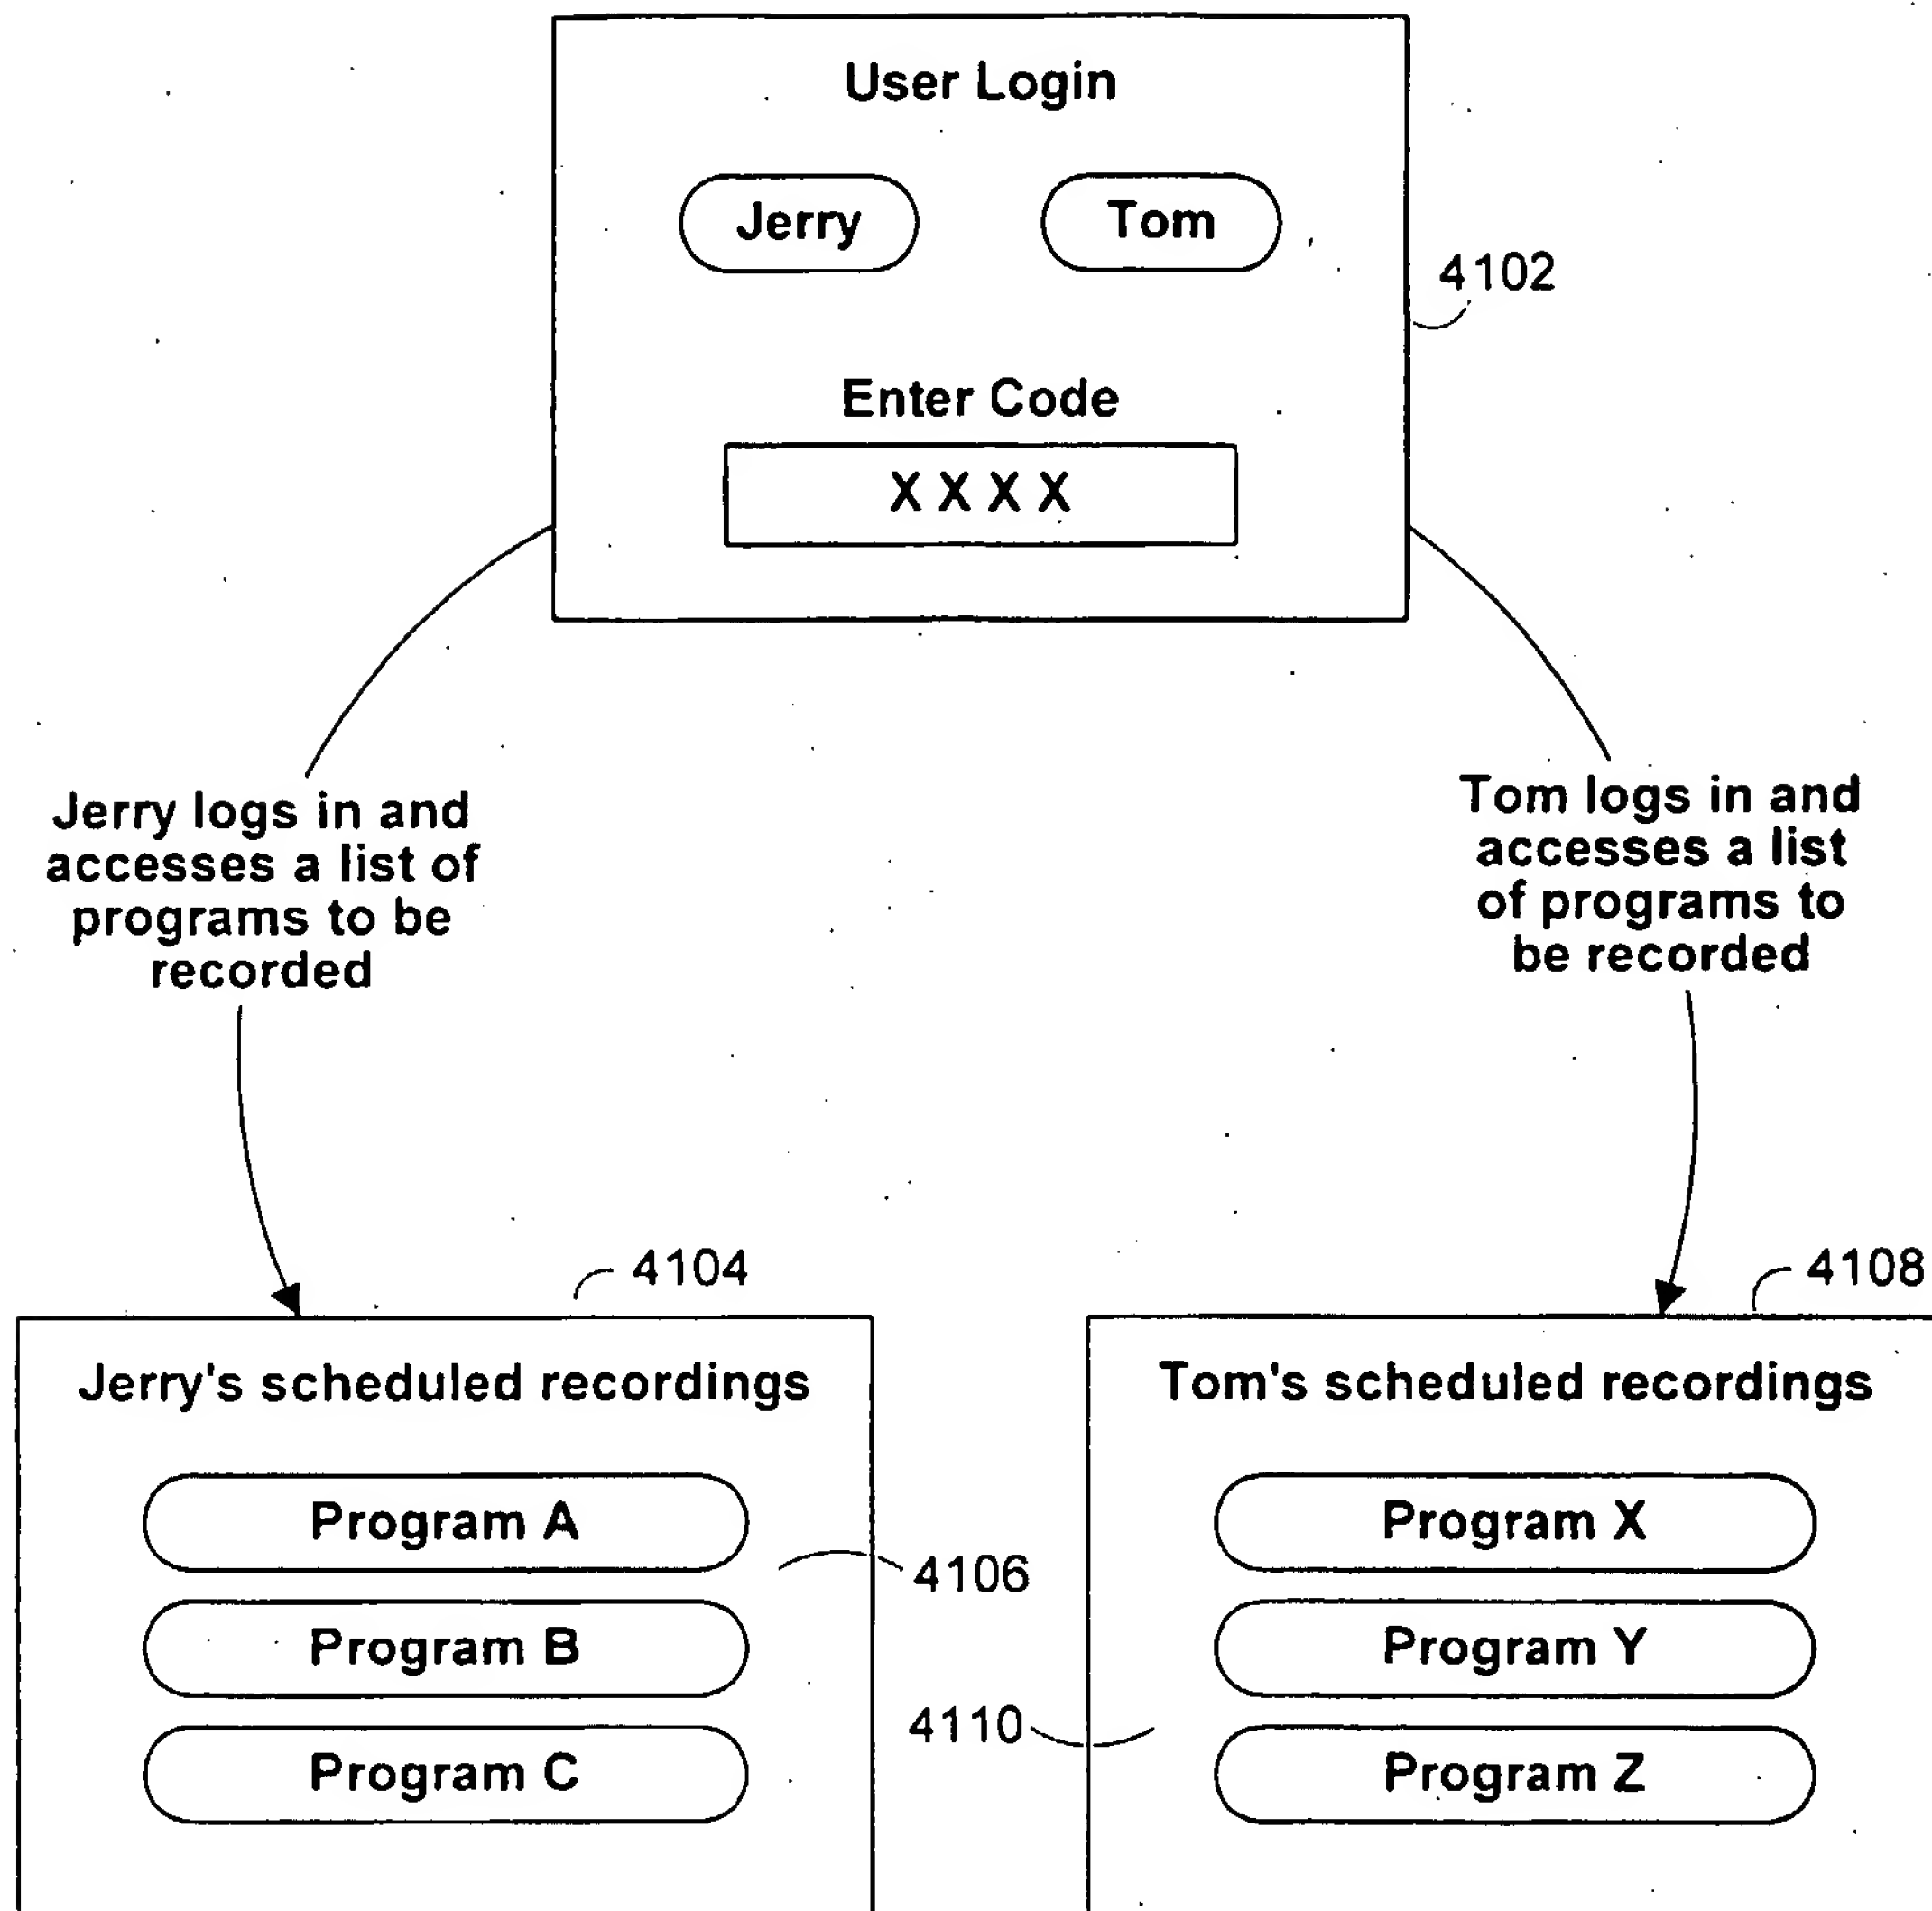 User Login
Jerry
Tom
4102
Enter Code
X X X X
Jerry logs in and
accesses a list of
programs to be
recorded
Tom logs in and
accesses a list
of programs to
be recorded
4104
4108
Jerry's scheduled recordings
Program A
4106
Program B
Program C
Tom's scheduled recordings
Program X
Program Y
4110
Program Z